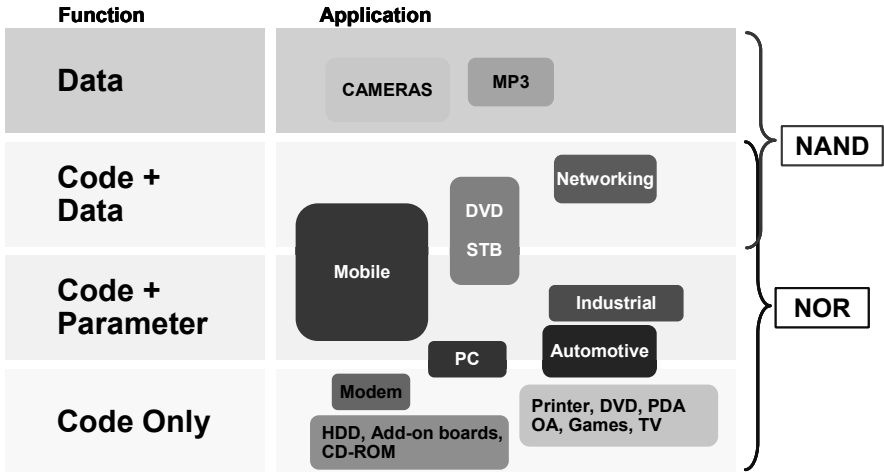 Function
Application
Data
CAMERAS
MP3
NAND
Code +
Data
Networking
DVD
STB
Mobile
Code +
Parameter
Industrial
NOR
Automotive
PC
Code Only
Modem
Printer, DVD, PDA
OA, Games, TV
HDD, Add-on boards,
CD-ROM